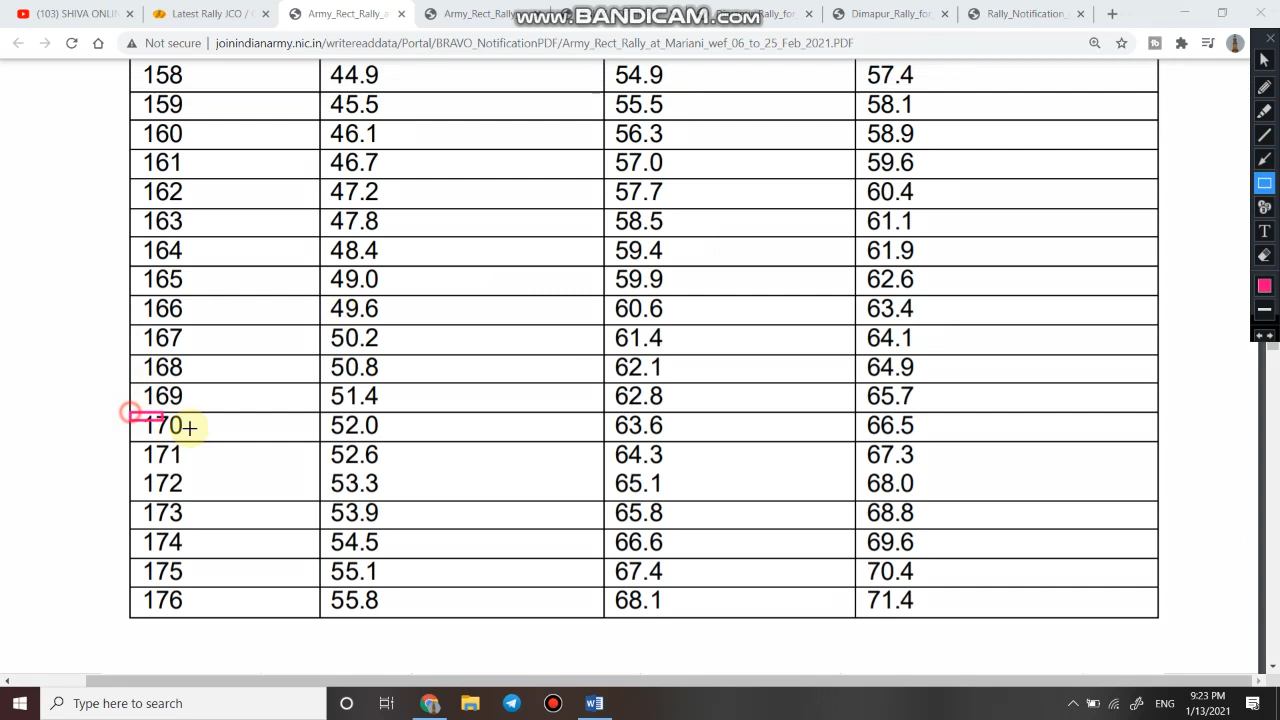 (103) SHIVA ONLIN
Latest Rally UCO /
Army_Rect_Rally_a
Army_Rect_Rally_
www.BANDICAM.com
_Rally_for
Danapur_Rally_for
Rally_Notification_
Not secure | joinindianarmy.nic.in/writereaddata/Portal/BRAVO_NotificationPDF/Army_Rect_Rally_at_Mariani_wef_06_to_25_Feb_2021.PDF
158 44.9 54.9 57.4
159 45.5 55.5 58.1
160 46.1 56.3 58.9
161 46.7 57.0 59.6
162 47.2 57.7 60.4
163 47.8 58.5 61.1
164 48.4 59.4 61.9
165 49.0 59.9 62.6
166 49.6 60.6 63.4
167 50.2 61.4 64.1
168 50.8 62.1 64.9
169 51.4 62.8 65.7
170 52.0 63.6 66.5
171 52.6 64.3 67.3
172 53.3 65.1 68.0
173 53.9 65.8 68.8
174 54.5 66.6 69.6
175 55.1 67.4 70.4
176 55.8 68.1 71.4
Type here to search
ENG
9:23 PM
1/13/2021